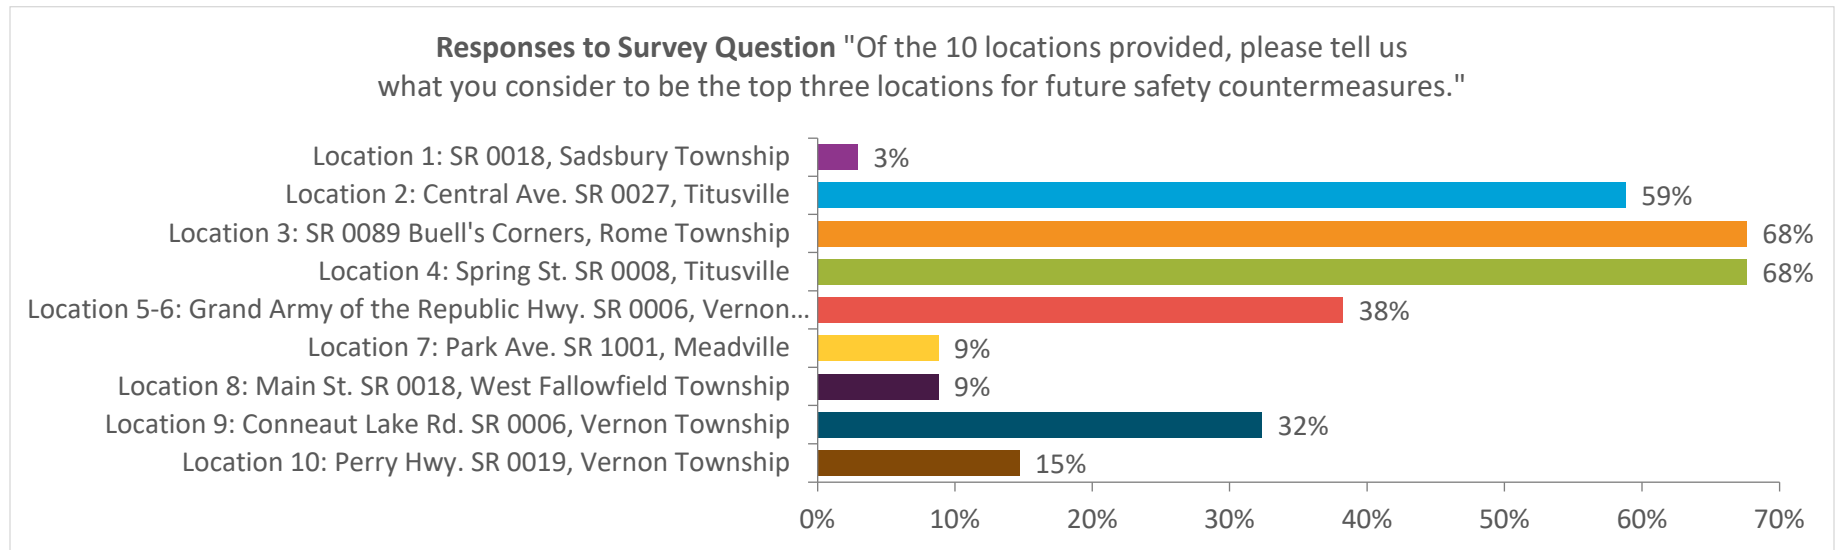 Responses to Survey Question "Of the 10 locations provided, please tell us
what you consider to be the top three locations for future safety countermeasures."
Location 1: SR 0018, Sadsbury Township 3%
Location 2: Central Ave. SR 0027, Titusville 59%
Location 3: SR 0089 Buell's Corners, Rome Township 68%
Location 4: Spring St. SR 0008, Titusville 68%
Location 5-6: Grand Army of the Republic Hwy. SR 0006, Vernon... 38%
Location 7: Park Ave. SR 1001, Meadville 9%
Location 8: Main St. SR 0018, West Fallowfield Township 9%
Location 9: Conneaut Lake Rd. SR 0006, Vernon Township 32%
Location 10: Perry Hwy. SR 0019, Vernon Township 15%
0% 10% 20% 30% 40% 50% 60% 70%